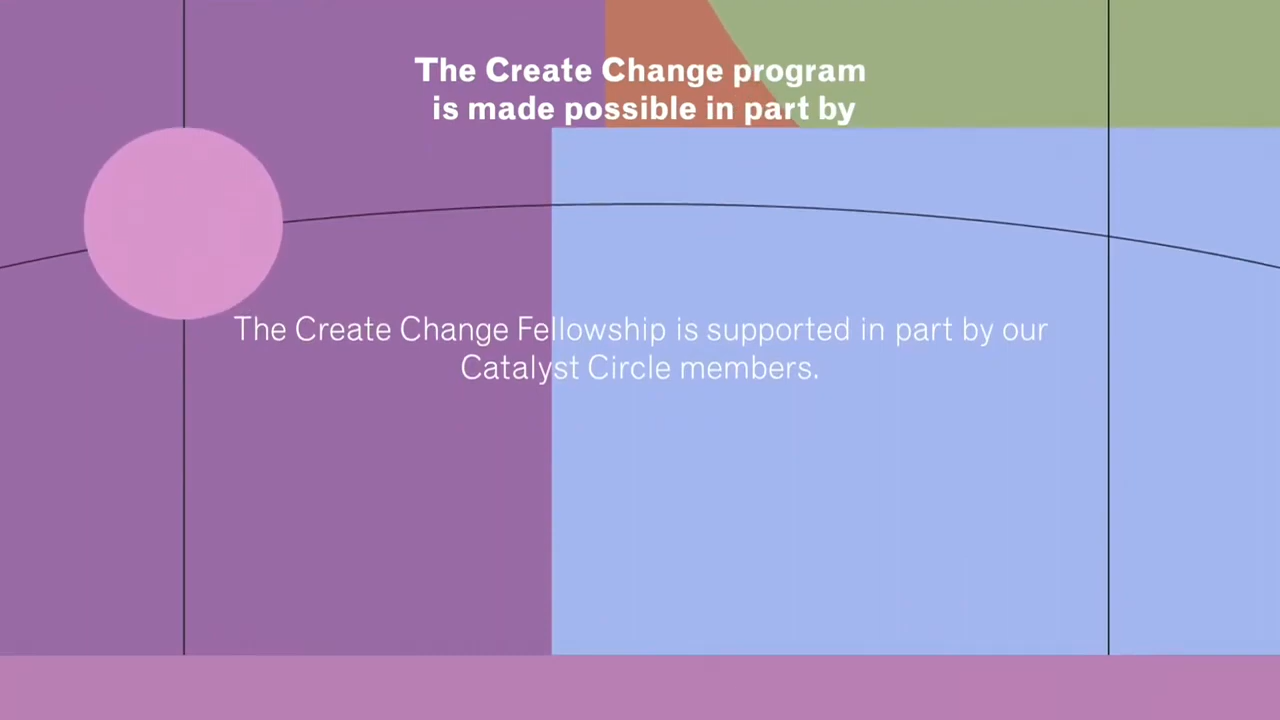 The Create Change program
is made possible in part by
The Create Change Fellowship is supported in part by our
Catalyst Circle members.